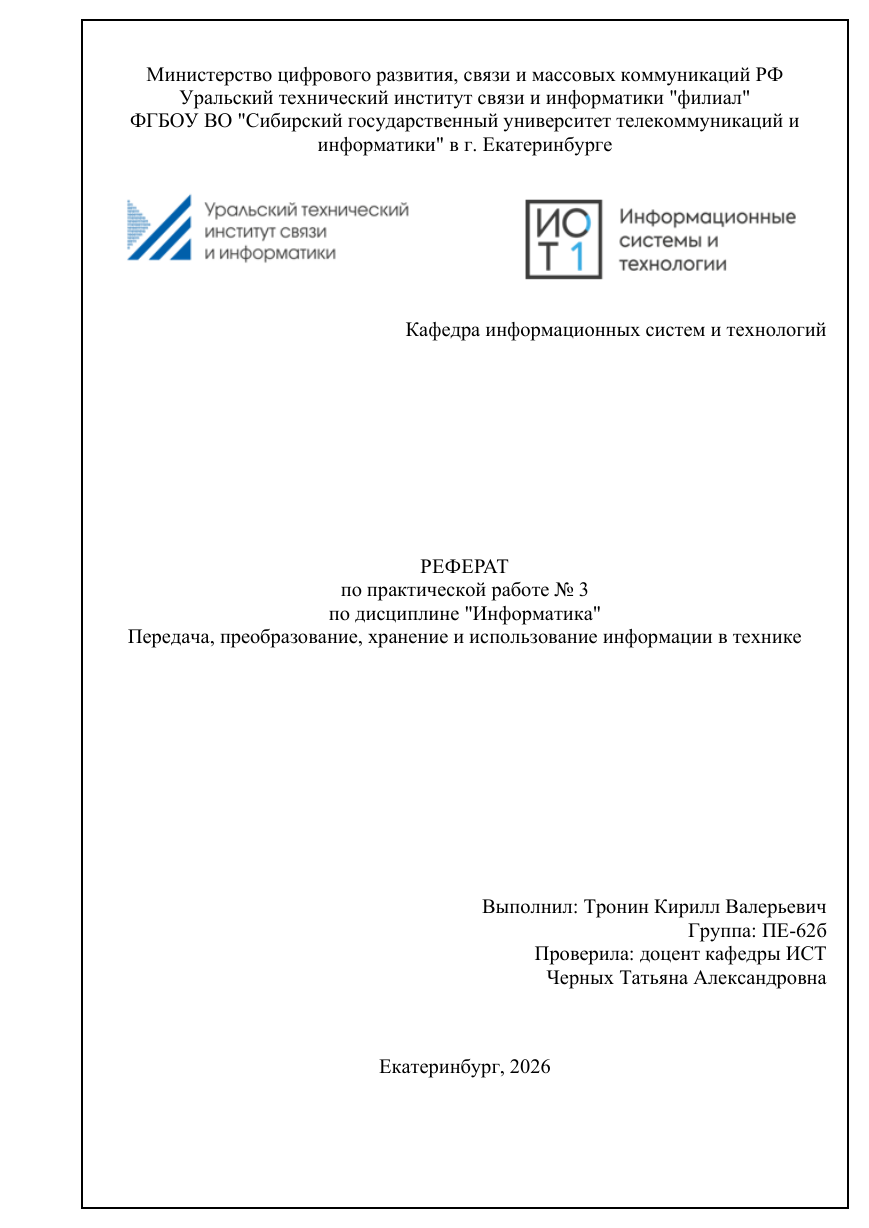 Министерство цифрового развития, связи и массовых коммуникаций РФ
Уральский технический институт связи и информатики "филиал"
ФГБОУ ВО "Сибирский государственный университет телекоммуникаций и
информатики" в г. Екатеринбурге
Уральский технический
институт связи
и информатики
ИС
Т 1
Информационные
системы и
технологии
Кафедра информационных систем и технологий
РЕФЕРАТ
по практической работе № 3
по дисциплине "Информатика"
Передача, преобразование, хранение и использование информации в технике
Выполнил: Тронин Кирилл Валерьевич
Группа: ПЕ-62б
Проверила: доцент кафедры ИСТ
Черных Татьяна Александровна
Екатеринбург, 2026